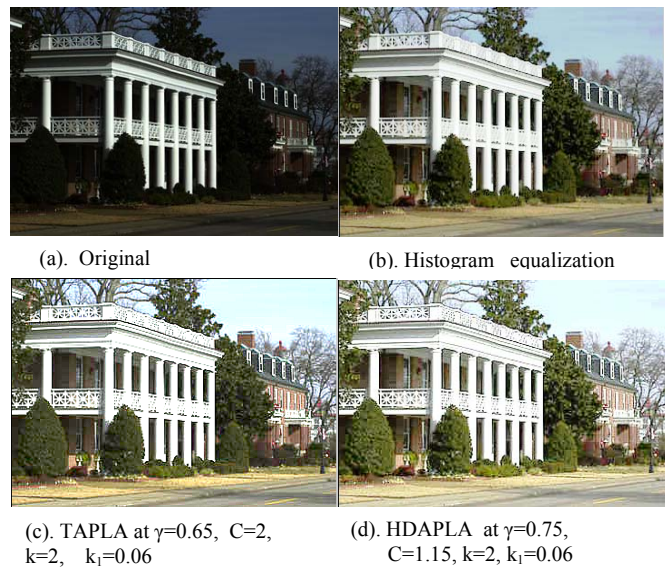 (a). Original
(b). Histogram equalization
(c). TAPLA at γ=0.65, C=2,
k=2, k₁=0.06
(d). HDAPLA at γ=0.75,
C=1.15, k=2, k₁=0.06